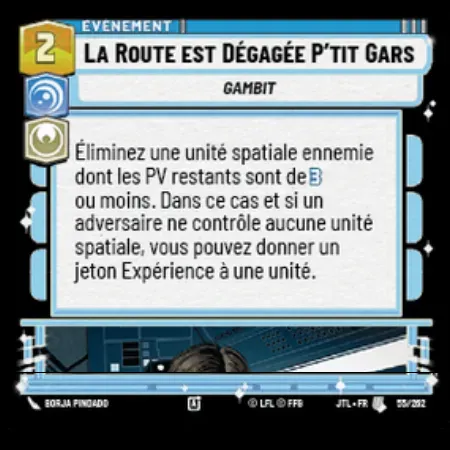 ÉVÉNEMENT
2
LA ROUTE EST DÉGAGÉE P'TIT GARS
GAMBIT
Éliminez une unité spatiale ennemie
dont les PV restants sont de 3
ou moins. Dans ce cas et si un
adversaire ne contrôle aucune unité
spatiale, vous pouvez donner un
jeton Expérience à une unité.
BORJA PINDADO
A
© LFL © FFG
JTL • FR
55/262